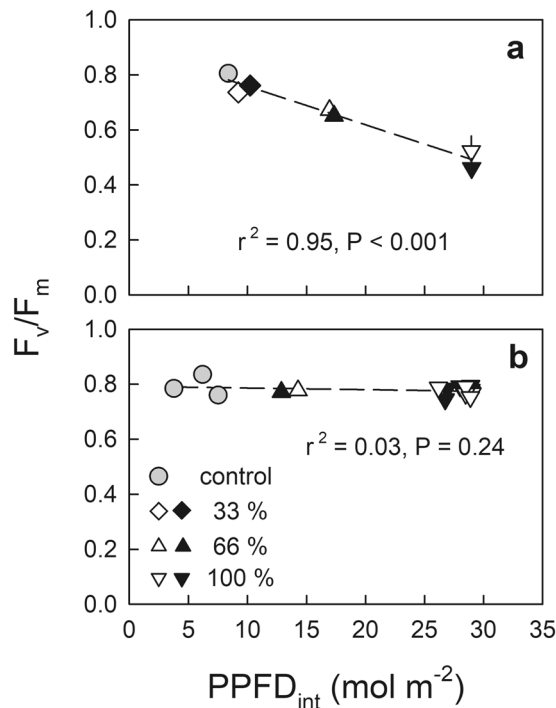 1.0
a
0.8
0.6
0.4
r² = 0.95, P < 0.001
0.2
0.0
Fv/Fm
1.0
b
0.8
0.6
r² = 0.03, P = 0.24
control
0.4
33 %
0.2
66 %
100 %
0.0
0 5 10 15 20 25 30 35
PPFDint (mol m⁻²)